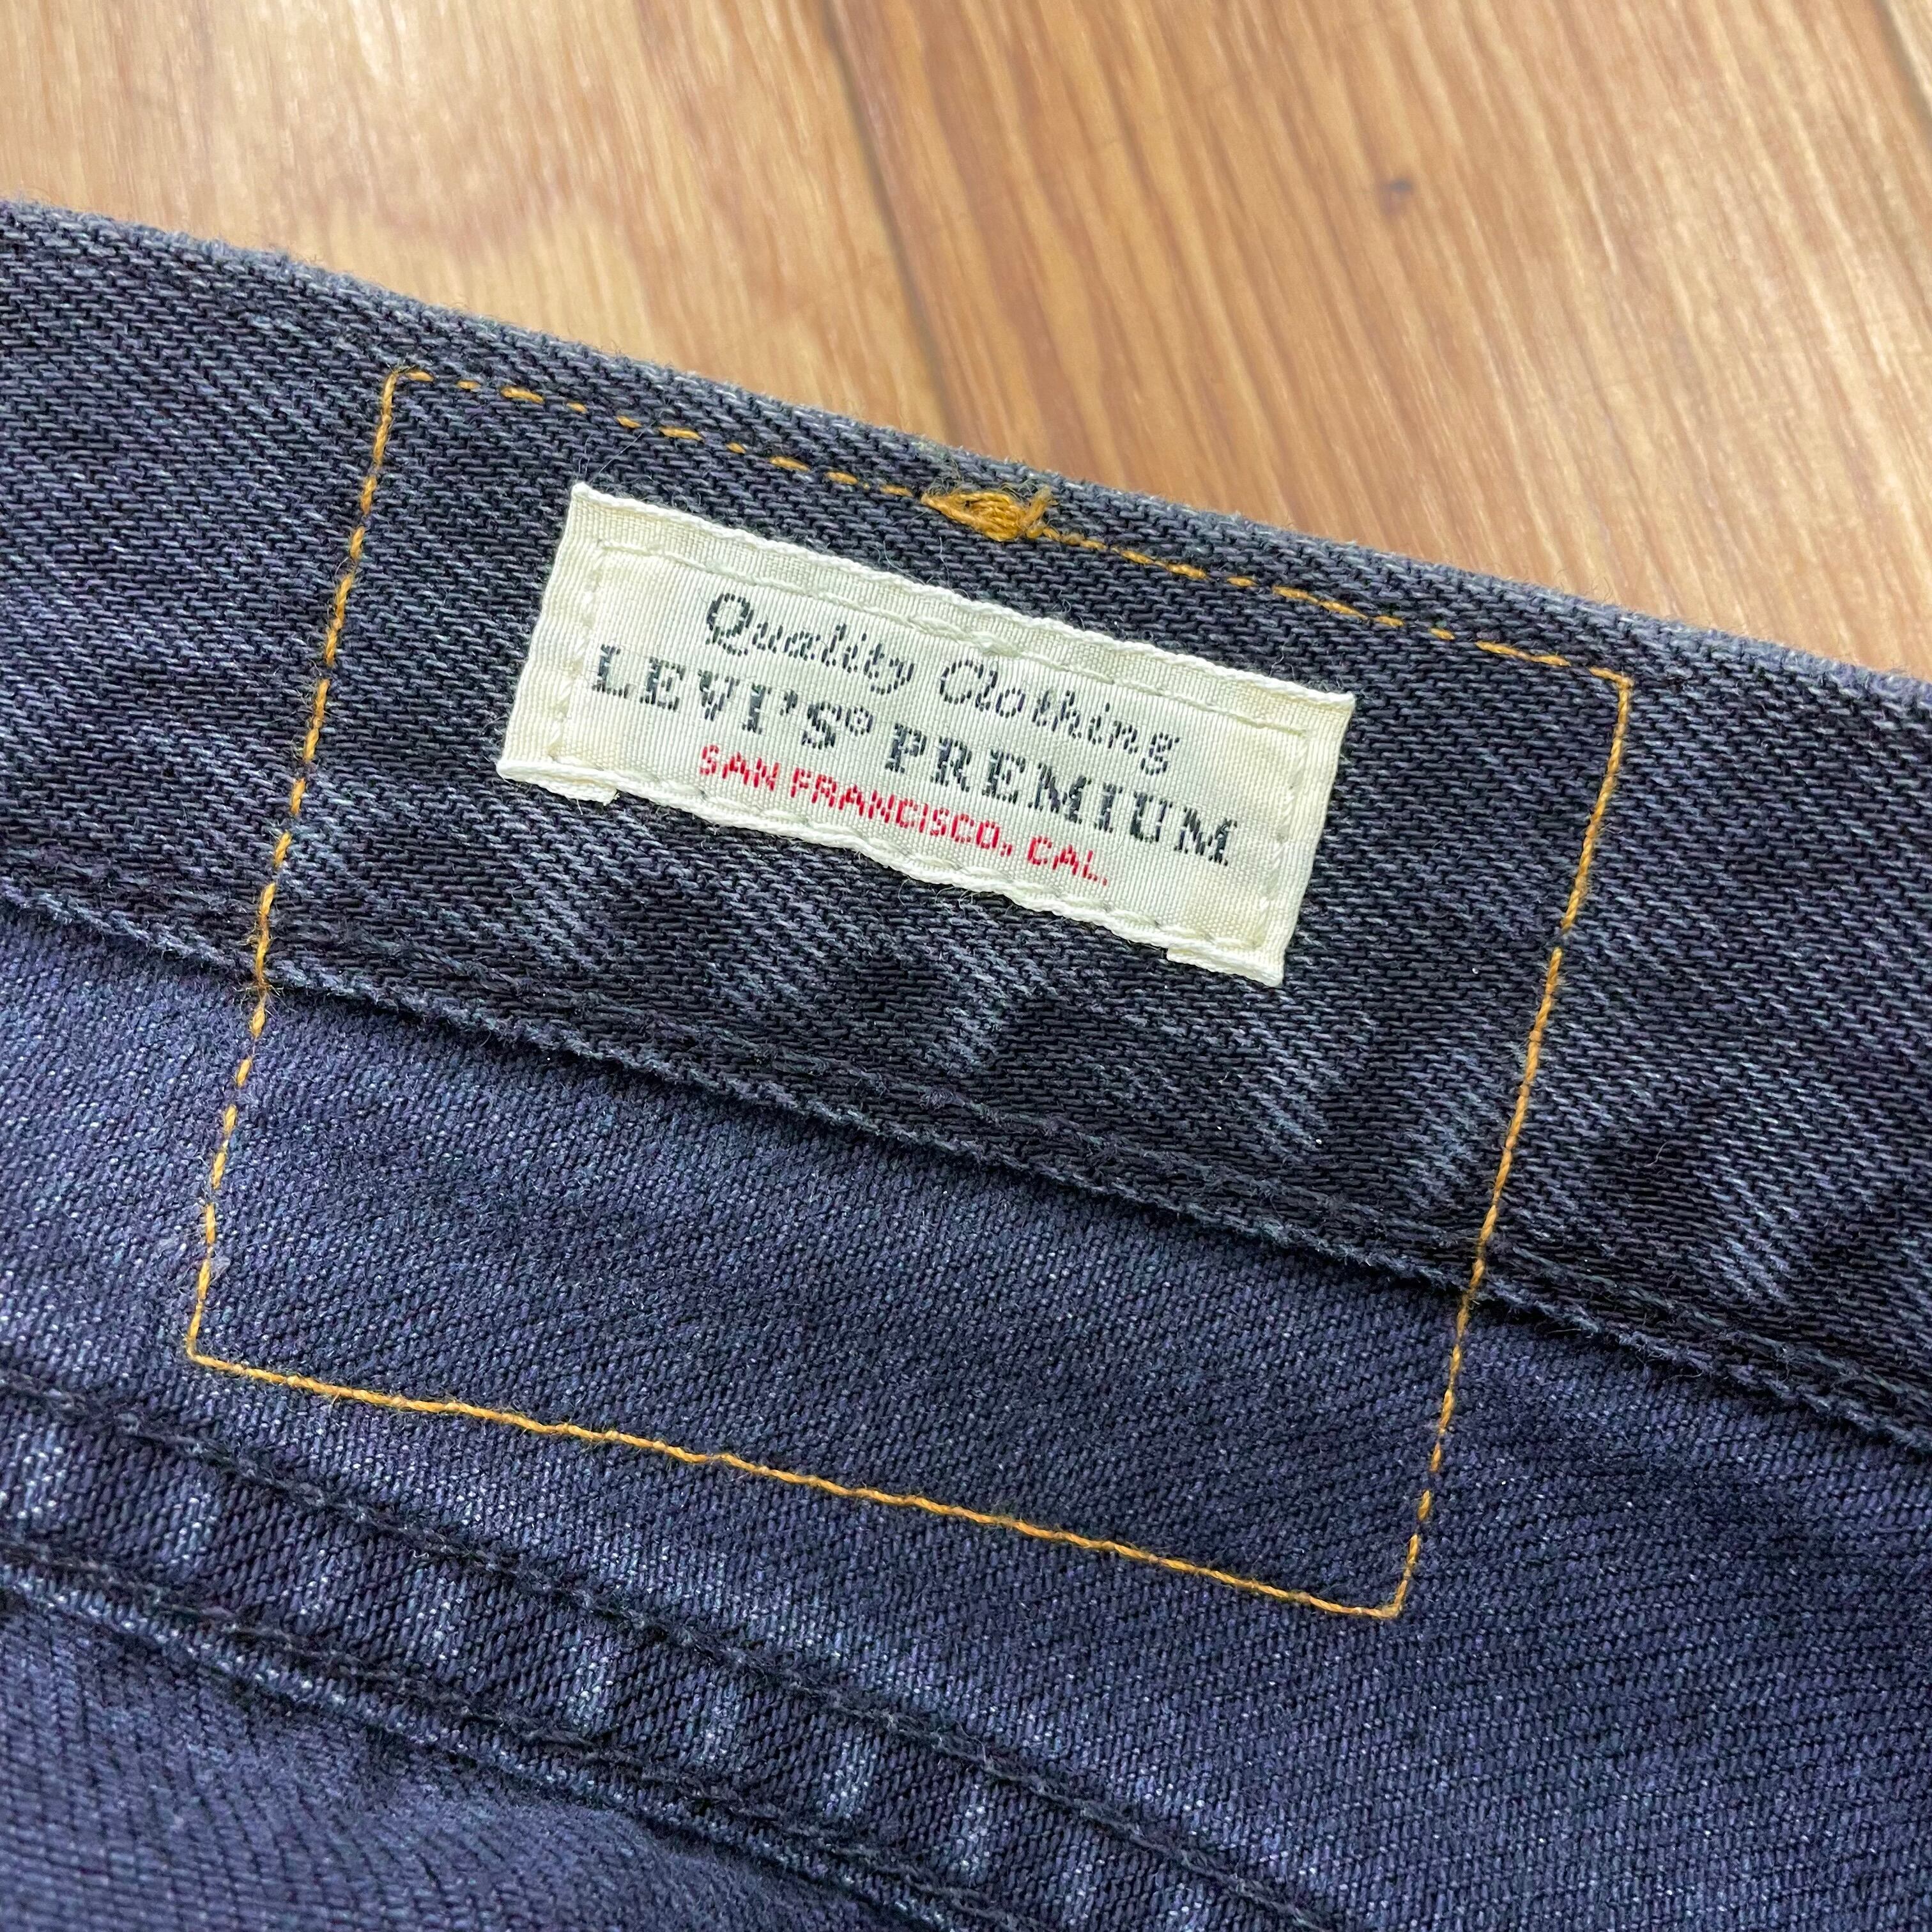 Quality Clothing
LEVI'S® PREMIUM
SAN FRANCISCO, CAL.